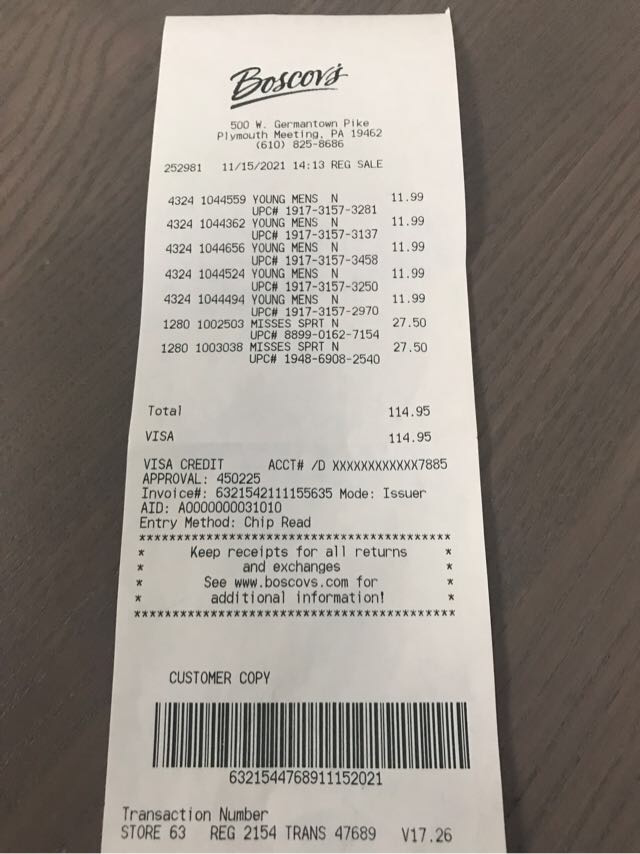 Boscov's
500 W. Germantown Pike
Plymouth Meeting, PA 19462
(610) 825-8686
252981 11/15/2021 14:13 REG SALE
4324 1044559 YOUNG MENS N 11.99
UPC# 1917-3157-3281
4324 1044362 YOUNG MENS N 11.99
UPC# 1917-3157-3137
4324 1044656 YOUNG MENS N 11.99
UPC# 1917-3157-3458
4324 1044524 YOUNG MENS N 11.99
UPC# 1917-3157-3250
4324 1044494 YOUNG MENS N 11.99
UPC# 1917-3157-2970
1280 1002503 MISSES SPRT N 27.50
UPC# 8899-0162-7154
1280 1003038 MISSES SPRT N 27.50
UPC# 1948-6908-2540
Total 114.95
VISA 114.95
VISA CREDIT ACCT# /D XXXXXXXXXXXX7885
APPROVAL: 450225
Invoice#: 6321542111155635 Mode: Issuer
AID: A0000000031010
Entry Method: Chip Read
****************************************
* Keep receipts for all returns *
* and exchanges *
* See www.boscovs.com for *
* additional information! *
****************************************
CUSTOMER COPY
6321544768911152021
Transaction Number
STORE 63 REG 2154 TRANS 47689 V17.26